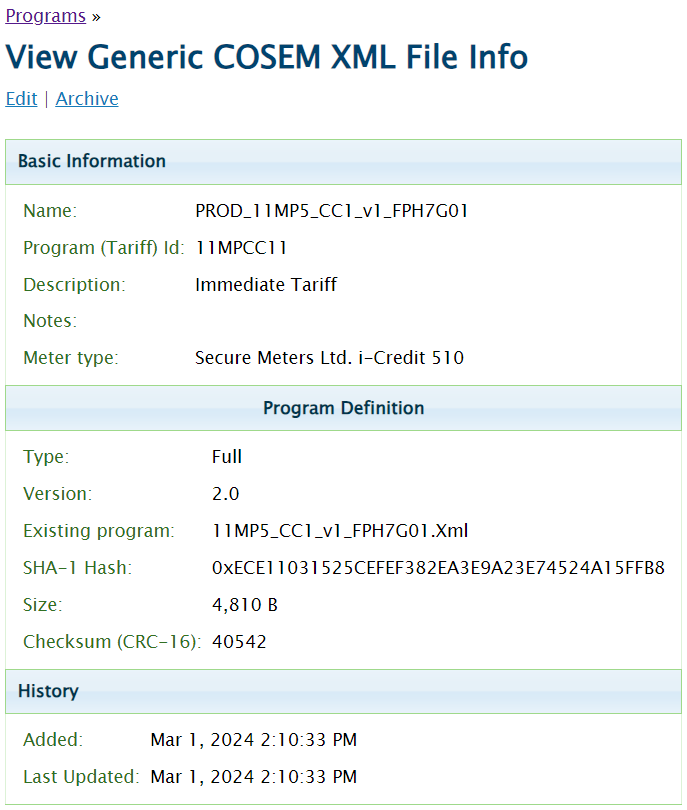 Programs »
View Generic COSEM XML File Info
Edit | Archive
Basic Information
Name: PROD_11MP5_CC1_v1_FPH7G01
Program (Tariff) Id: 11MPCC11
Description: Immediate Tariff
Notes:
Meter type: Secure Meters Ltd. i-Credit 510
Program Definition
Type: Full
Version: 2.0
Existing program: 11MP5_CC1_v1_FPH7G01.Xml
SHA-1 Hash: 0xECE11031525CEFEF382EA3E9A23E74524A15FFB8
Size: 4,810 B
Checksum (CRC-16): 40542
History
Added: Mar 1, 2024 2:10:33 PM
Last Updated: Mar 1, 2024 2:10:33 PM